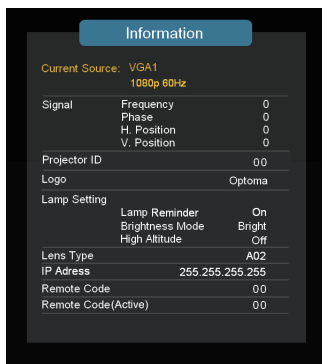 Information
Current Source: VGA1
1080p 60Hz
Signal Frequency 0
Phase 0
H. Position 0
V. Position 0
Projector ID 00
Logo Optoma
Lamp Setting
Lamp Reminder On
Brightness Mode Bright
High Altitude Off
Lens Type A02
IP Adress 255.255.255.255
Remote Code 00
Remote Code(Active) 00